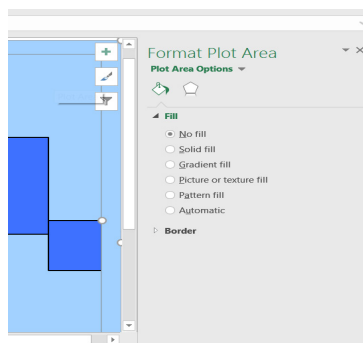 Format Plot Area
Plot Area Options
Fill
No fill
Solid fill
Gradient fill
Picture or texture fill
Pattern fill
Automatic
Border